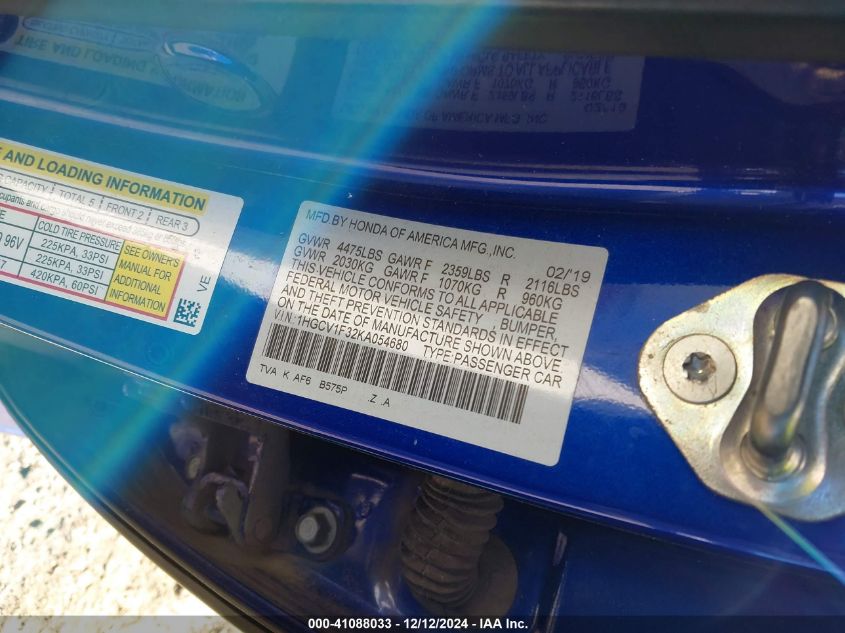 E AND LOADING INFORMATION
CAPACITY TOTAL 5 FRONT 2 REAR 3
COLD TIRE PRESSURE
96V 225KPA, 33PSI
225KPA, 33PSI
420KPA, 60PSI
SEE OWNER'S
MANUAL FOR
ADDITIONAL
INFORMATION
VE
MFD.BY HONDA OF AMERICA MFG.,INC.
02/'19
GVWR 4475LBS GAWR F 2359LBS R 2116LBS
GVWR 2030KG GAWR F 1070KG R 960KG
THIS VEHICLE CONFORMS TO ALL APPLICABLE
FEDERAL MOTOR VEHICLE SAFETY, BUMPER,
AND THEFT PREVENTION STANDARDS IN EFFECT
ON THE DATE OF MANUFACTURE SHOWN ABOVE.
VIN:1HGCV1F32KA054680 TYPE:PASSENGER CAR
TVA K AF6 B575P .Z .A
000-41088033 - 12/12/2024 - IAA Inc.